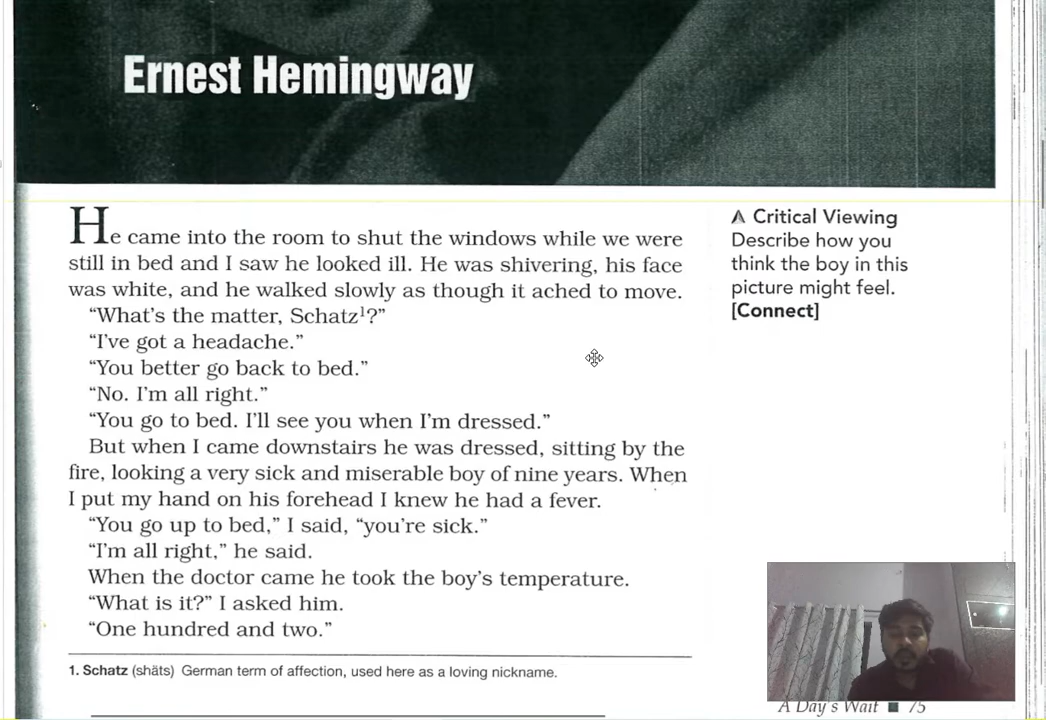 Ernest Hemingway
He came into the room to shut the windows while we were
still in bed and I saw he looked ill. He was shivering, his face
was white, and he walked slowly as though it ached to move.
“What’s the matter, Schatz¹?”
“I’ve got a headache.”
“You better go back to bed.”
“No. I’m all right.”
“You go to bed. I’ll see you when I’m dressed.”
But when I came downstairs he was dressed, sitting by the
fire, looking a very sick and miserable boy of nine years. When
I put my hand on his forehead I knew he had a fever.
“You go up to bed,” I said, “you’re sick.”
“I’m all right,” he said.
When the doctor came he took the boy’s temperature.
“What is it?” I asked him.
“One hundred and two.”
1. Schatz (shäts) German term of affection, used here as a loving nickname.
Critical Viewing
Describe how you
think the boy in this
picture might feel.
[Connect]
A Day’s Wait ■ 75